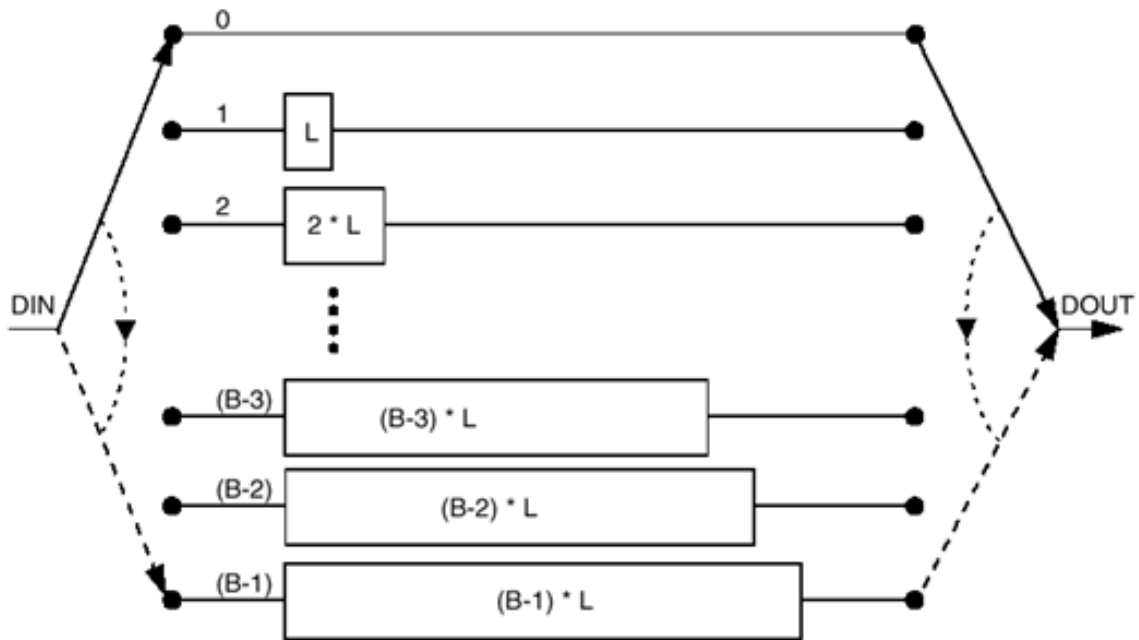 0
1
L
2
2 * L
DIN
DOUT
(B-3)
(B-3) * L
(B-2)
(B-2) * L
(B-1)
(B-1) * L